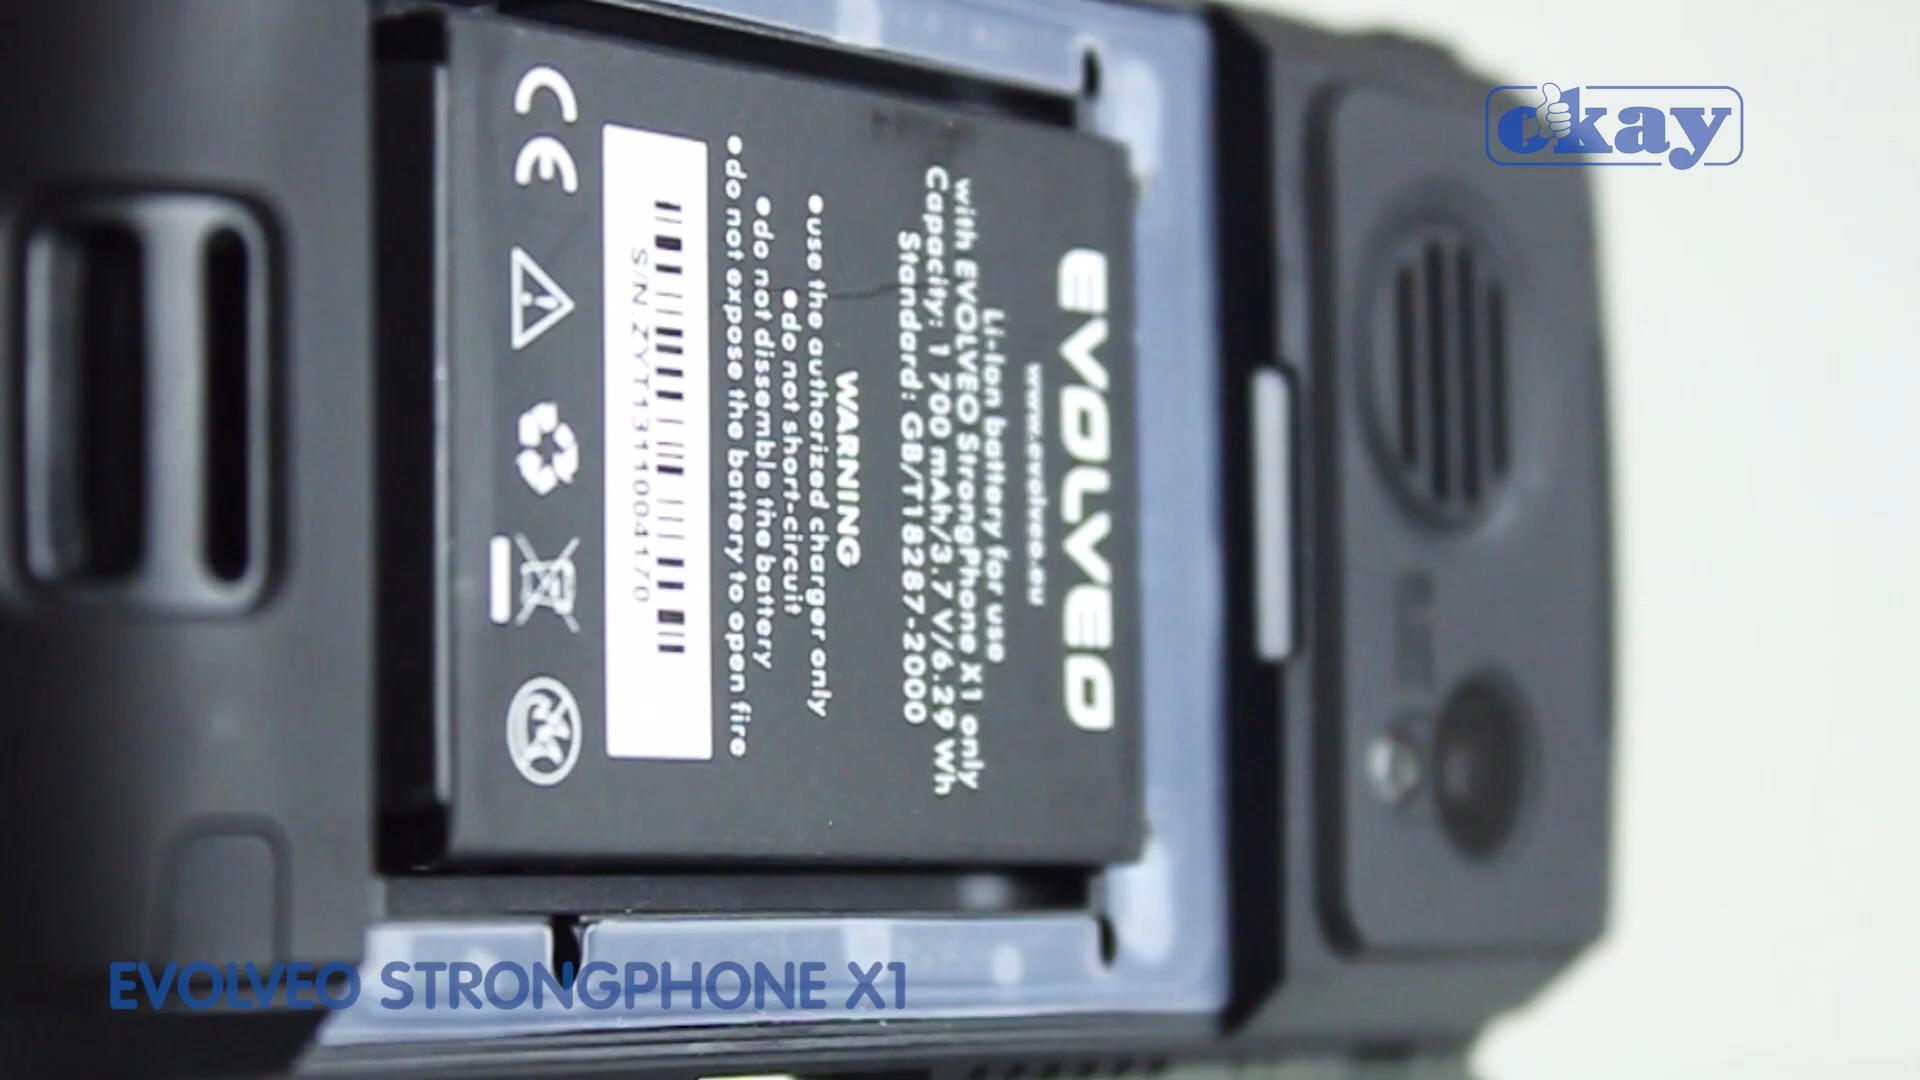 okay
EVOLVEO
www.evolveo.eu
Li-Ion battery for use
with EVOLVEO StrongPhone X1 only
Capacity: 1 700 mAh/3.7 V/6.29 Wh
Standard: GB/T18287-2000
WARNING
•use the authorized charger only
•do not short-circuit
•do not dissemble the battery
•do not expose the battery to open fire
S/N:ZYT1311004170
CE
EVOLVEO STRONGPHONE X1